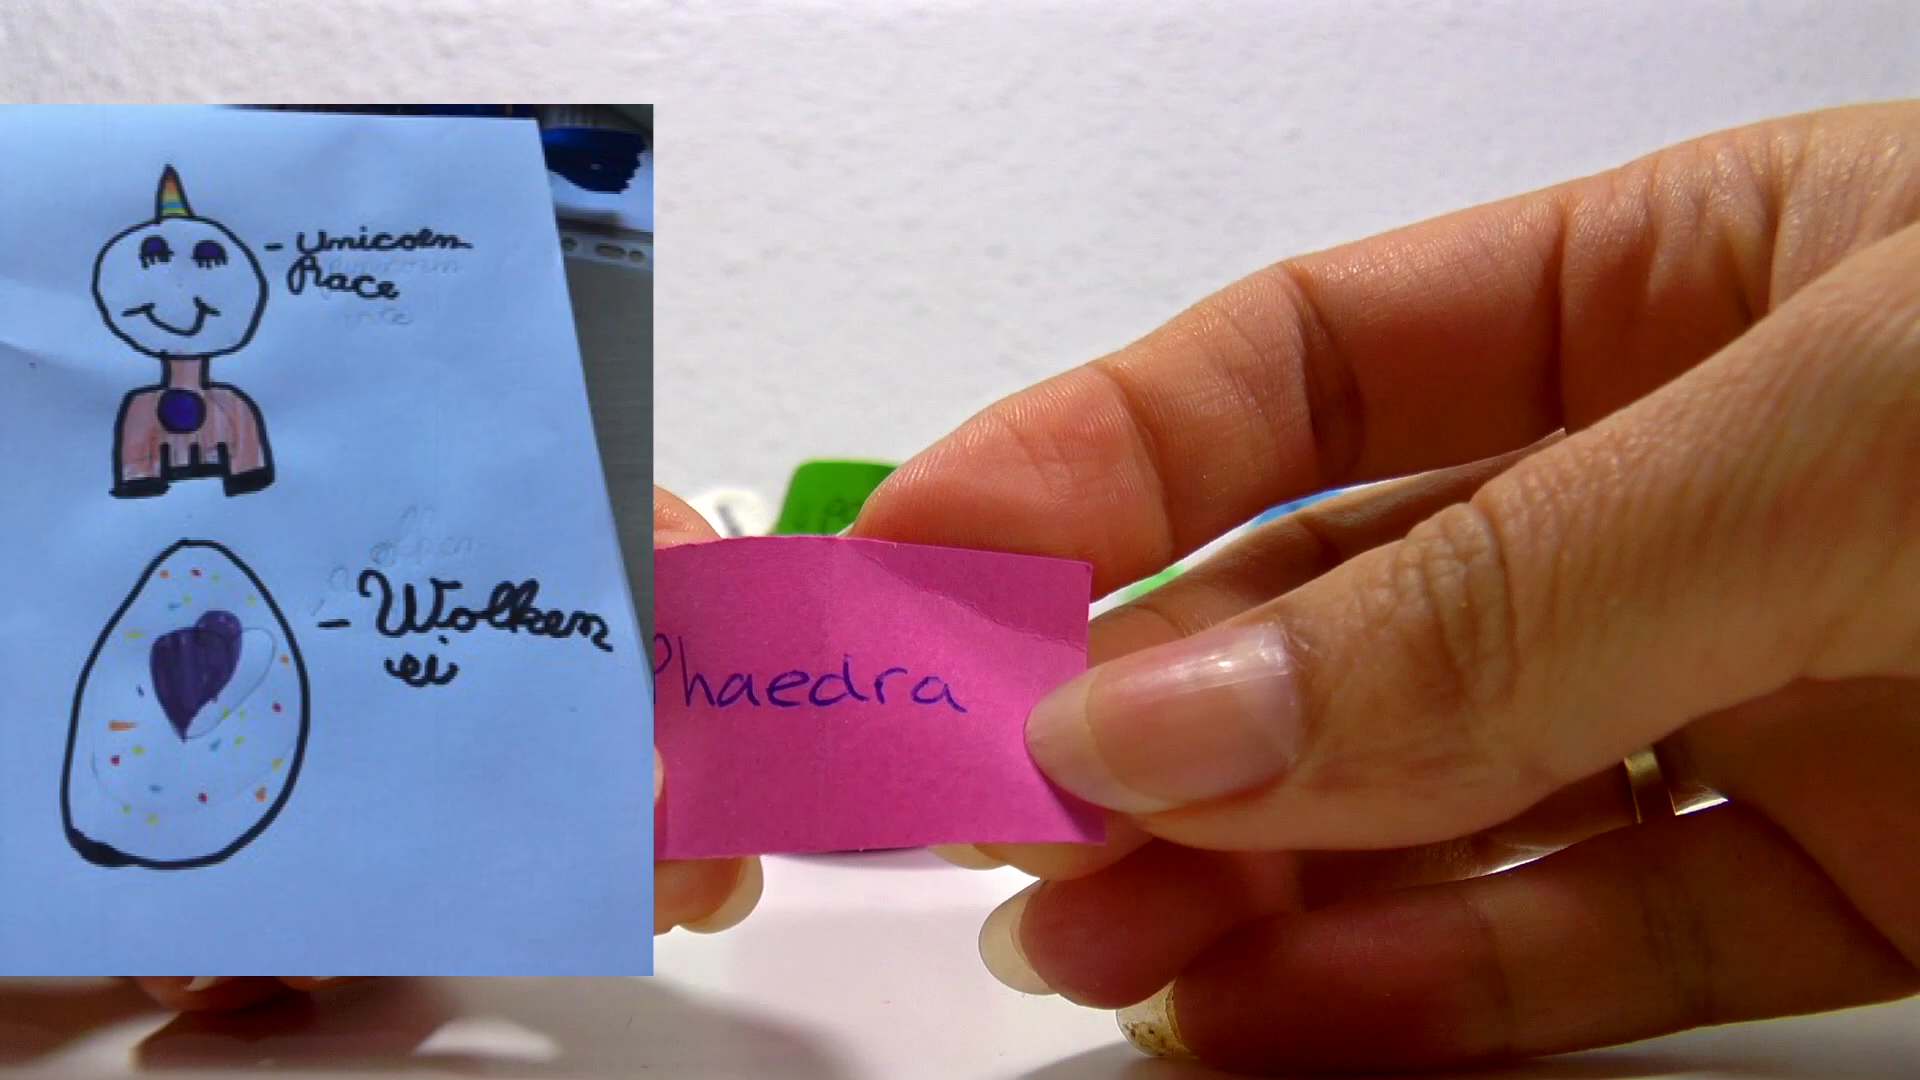 - Unicorn
Race
- Wolken
ei
Phaedra